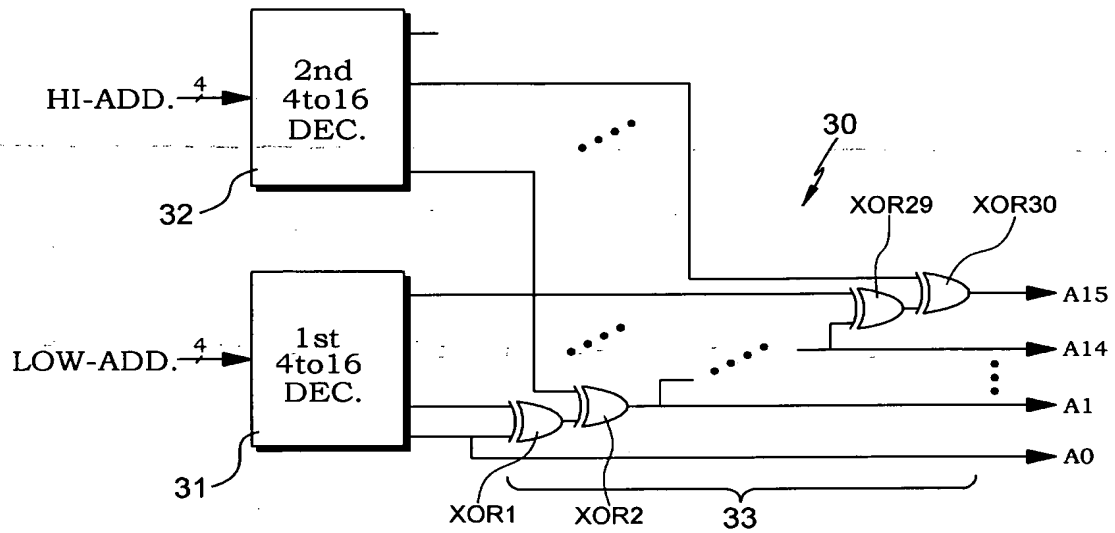 2nd
4to16
DEC.
HI-ADD.
4
32
30
XOR29
XOR30
A15
1st
4to16
DEC.
LOW-ADD.
4
A14
A1
A0
31
XOR1
XOR2
33